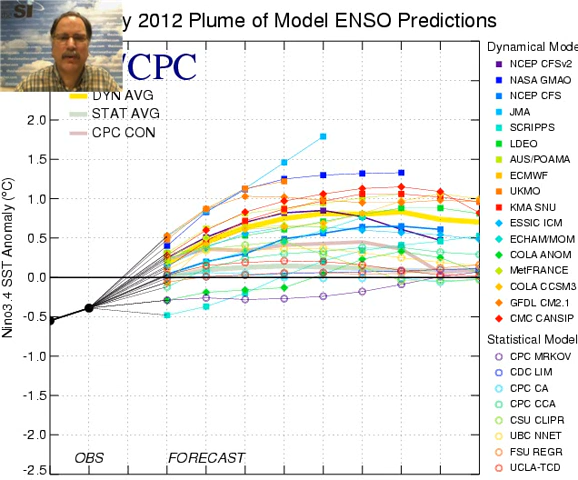 y 2012 Plume of Model ENSO Predictions
SI
/CPC
DYN AVG
STAT AVG
CPC CON
Nino3.4 SST Anomaly (°C)
2.0
1.5
1.0
0.5
0.0
-0.5
-1.0
-1.5
-2.0
-2.5
OBS
FORECAST
Dynamical Mode
NCEP CFSv2
NASA GMAO
NCEP CFS
JMA
SCRIPPS
LDEO
AUS/POAMA
ECMWF
UKMO
KMA SNU
ESSIC ICM
ECHAM/MOM
COLA ANOM
MetFRANCE
COLA CCSM3
GFDL CM2.1
CMC CANSIP
Statistical Model
CPC MRKOV
CDC LIM
CPC CA
CPC CCA
CSU CLIPR
UBC NNET
FSU REGR
UCLA-TCD